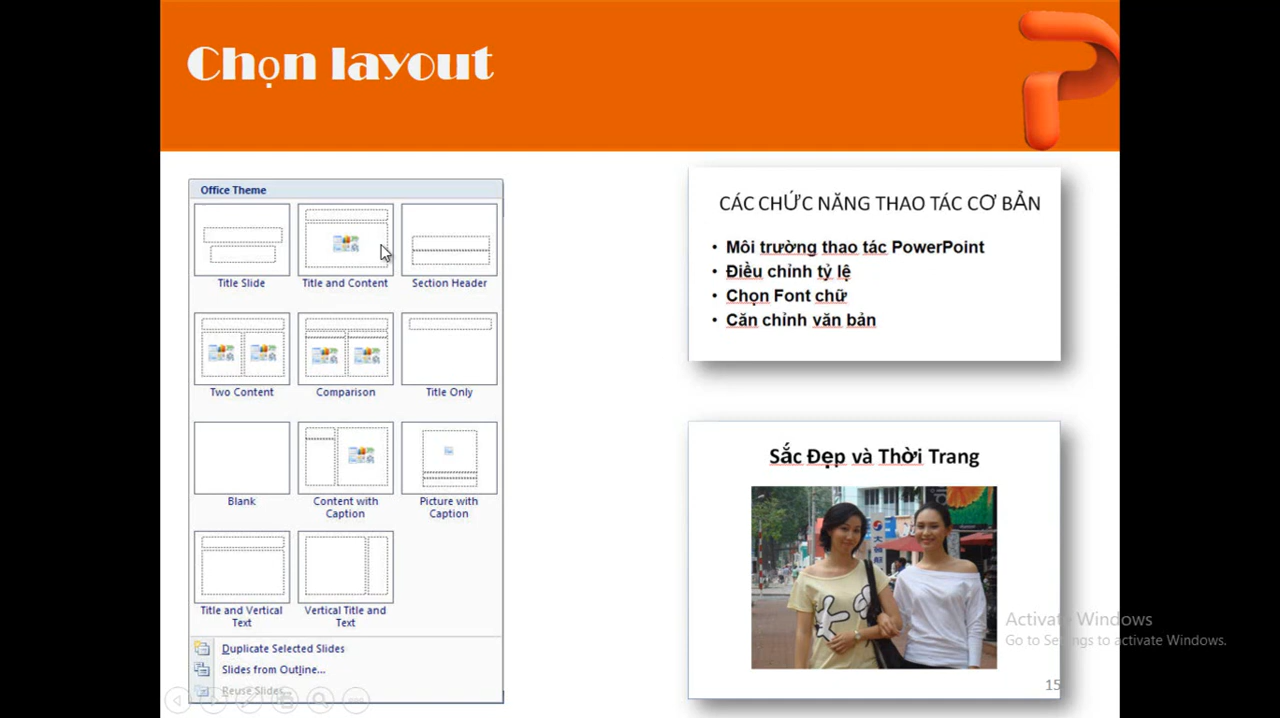 Chọn layout
Office Theme
Title Slide
Title and Content
Section Header
Two Content
Comparison
Title Only
Blank
Content with
Caption
Picture with
Caption
Title and Vertical
Text
Vertical Title and
Text
Duplicate Selected Slides
Slides from Outline...
Reuse Slides...
CÁC CHỨC NĂNG THAO TÁC CƠ BẢN
• Môi trường thao tác PowerPoint
• Điều chỉnh tỷ lệ
• Chọn Font chữ
• Căn chỉnh văn bản
Sắc Đẹp và Thời Trang
Activate Windows
Go to Settings to activate Windows.
15